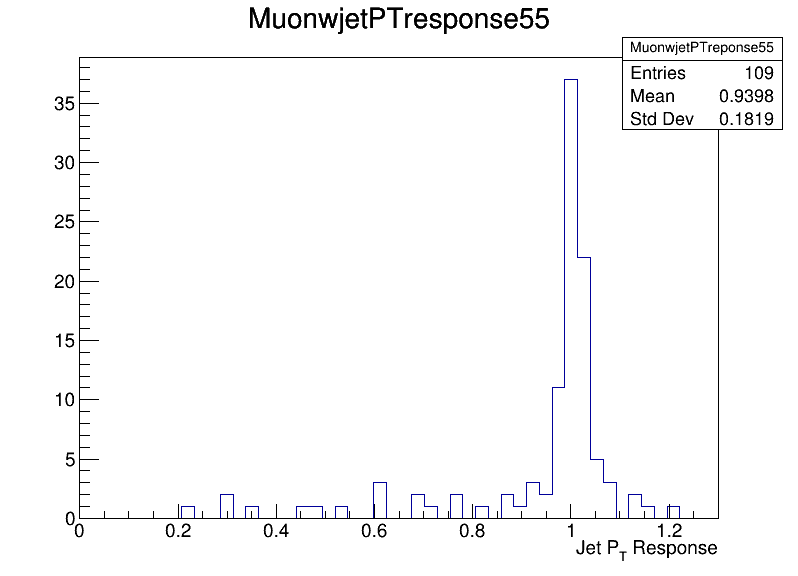 MuonwjetPTresponse55
MuonwjetPTreponse55
Entries 109
Mean 0.9398
Std Dev 0.1819
35
30
25
20
15
10
5
0
0 0.2 0.4 0.6 0.8 1 1.2
Jet P_T Response